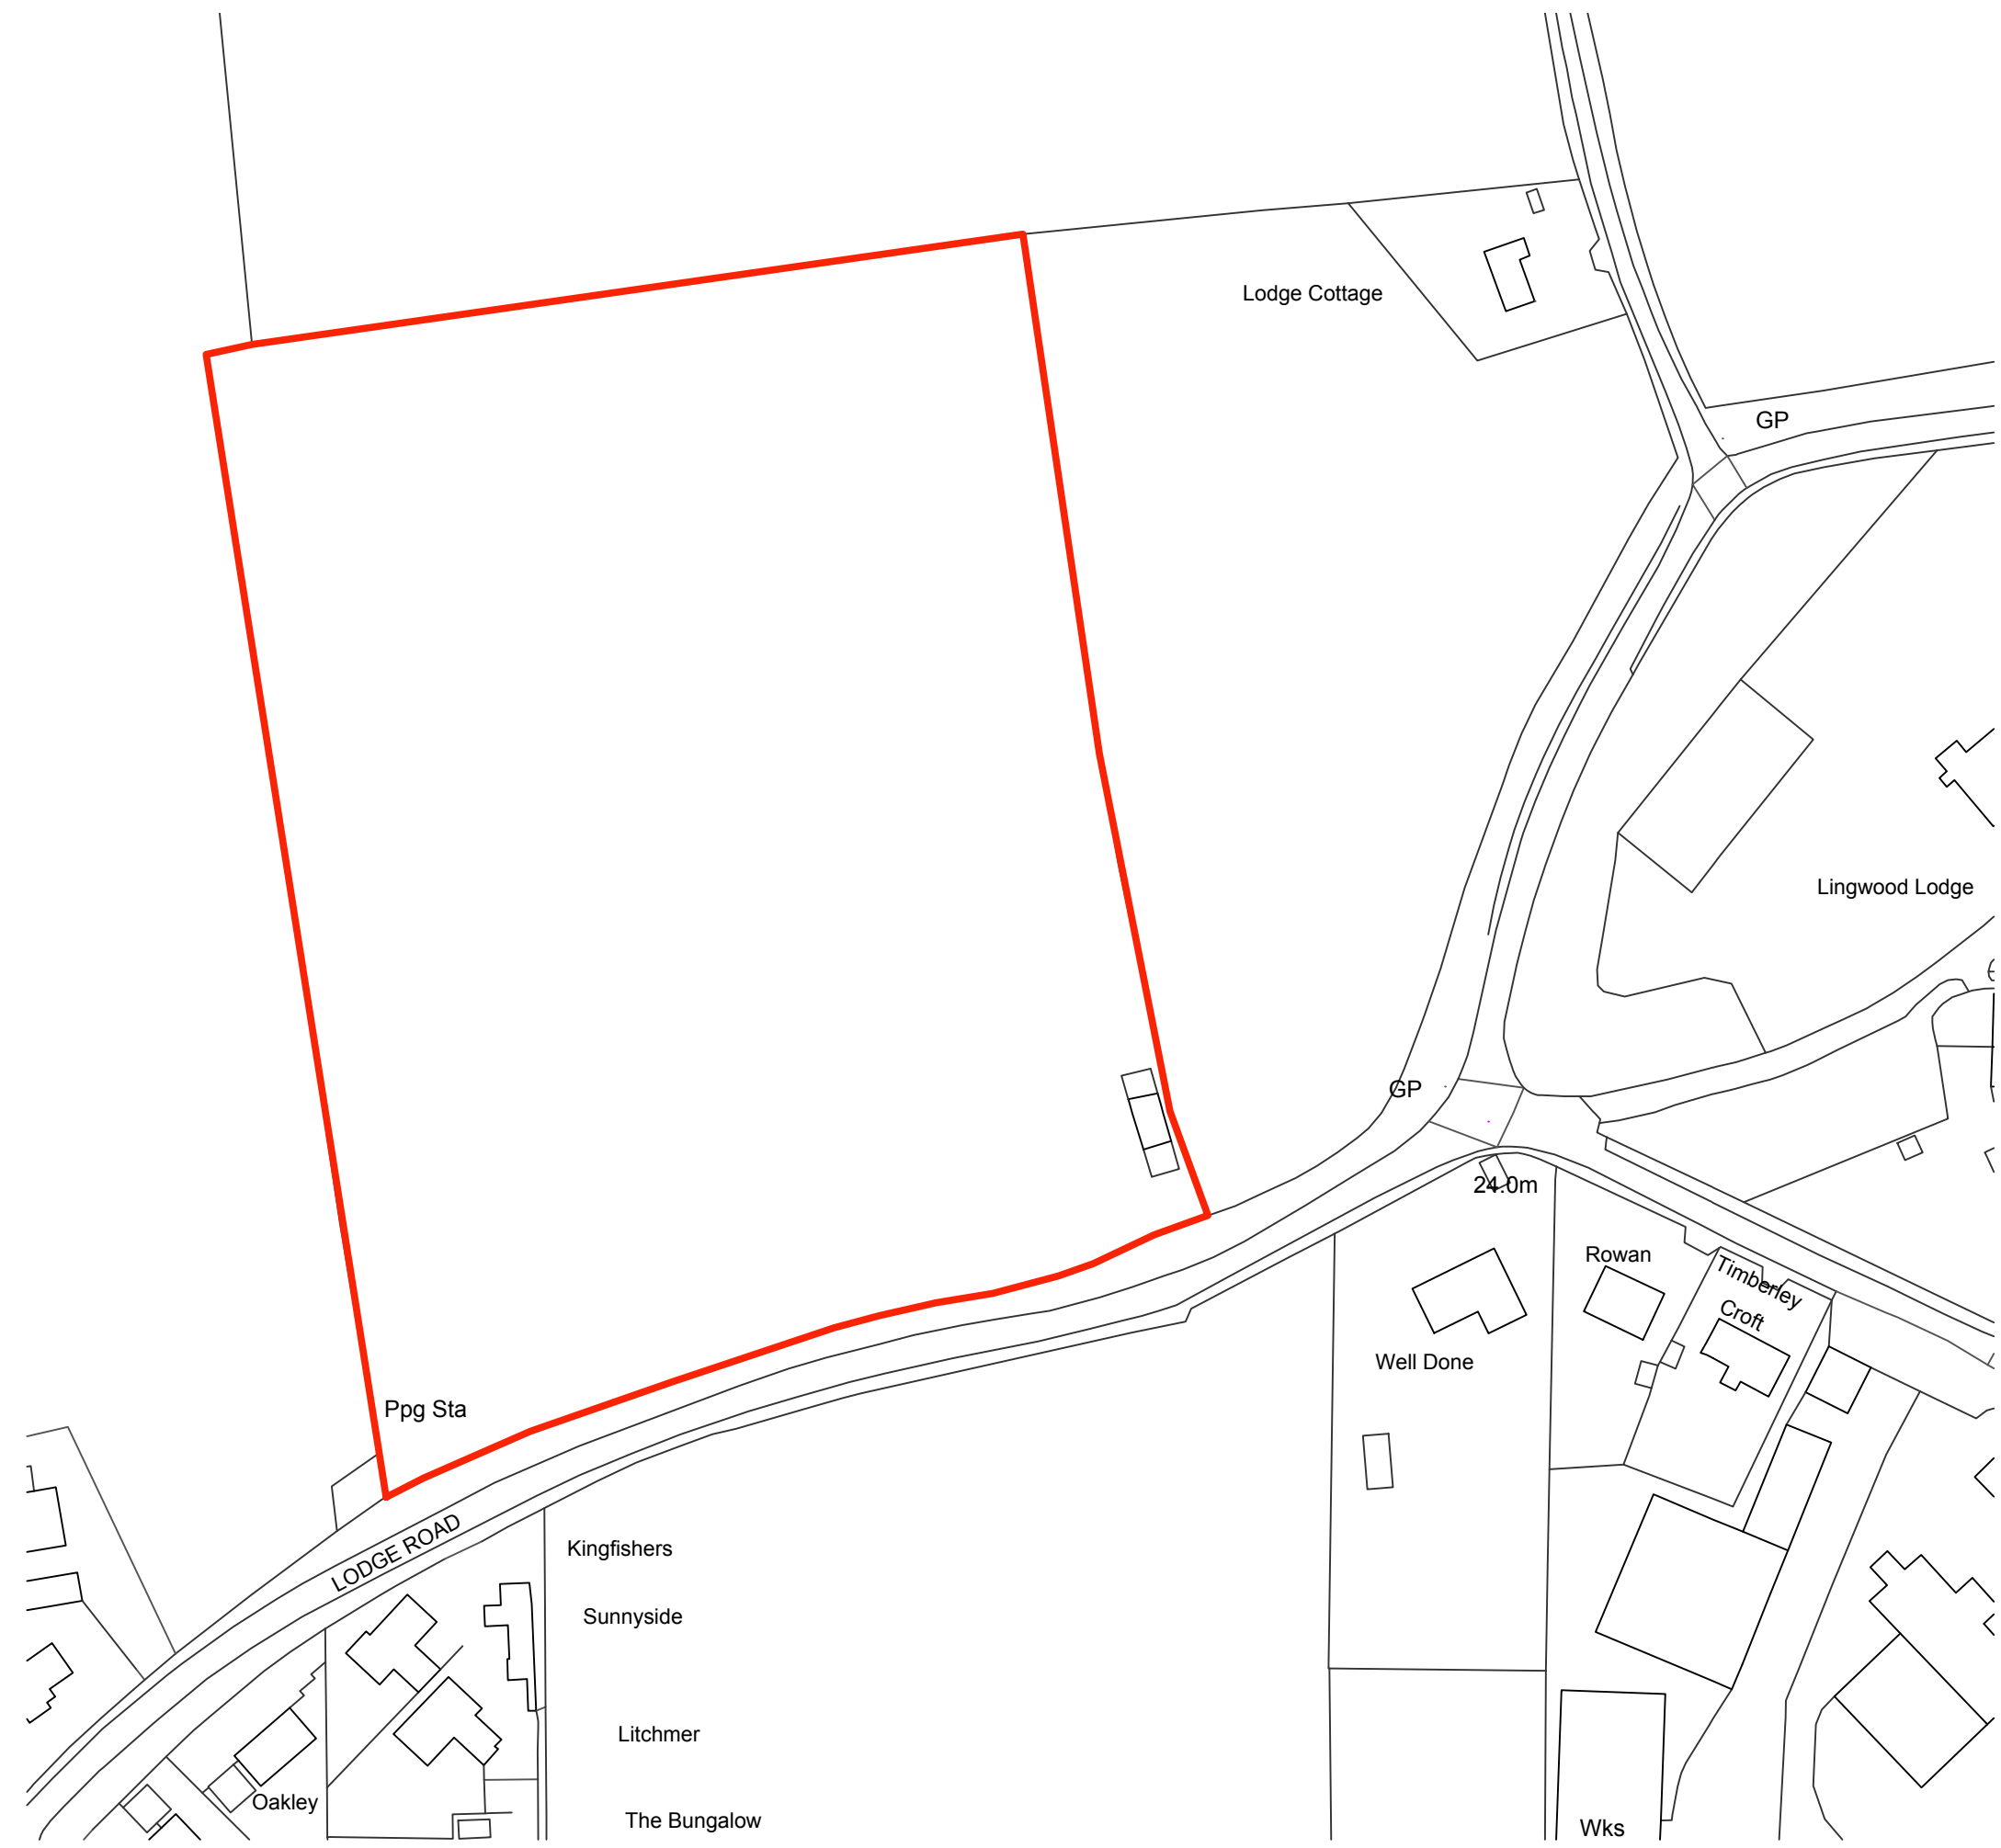 Lodge Cottage
GP
Lingwood Lodge
GP
24.0m
Rowan
Timberley
Croft
Well Done
Ppg Sta
LODGE ROAD
Kingfishers
Sunnyside
Litchmer
Oakley
The Bungalow
Wks